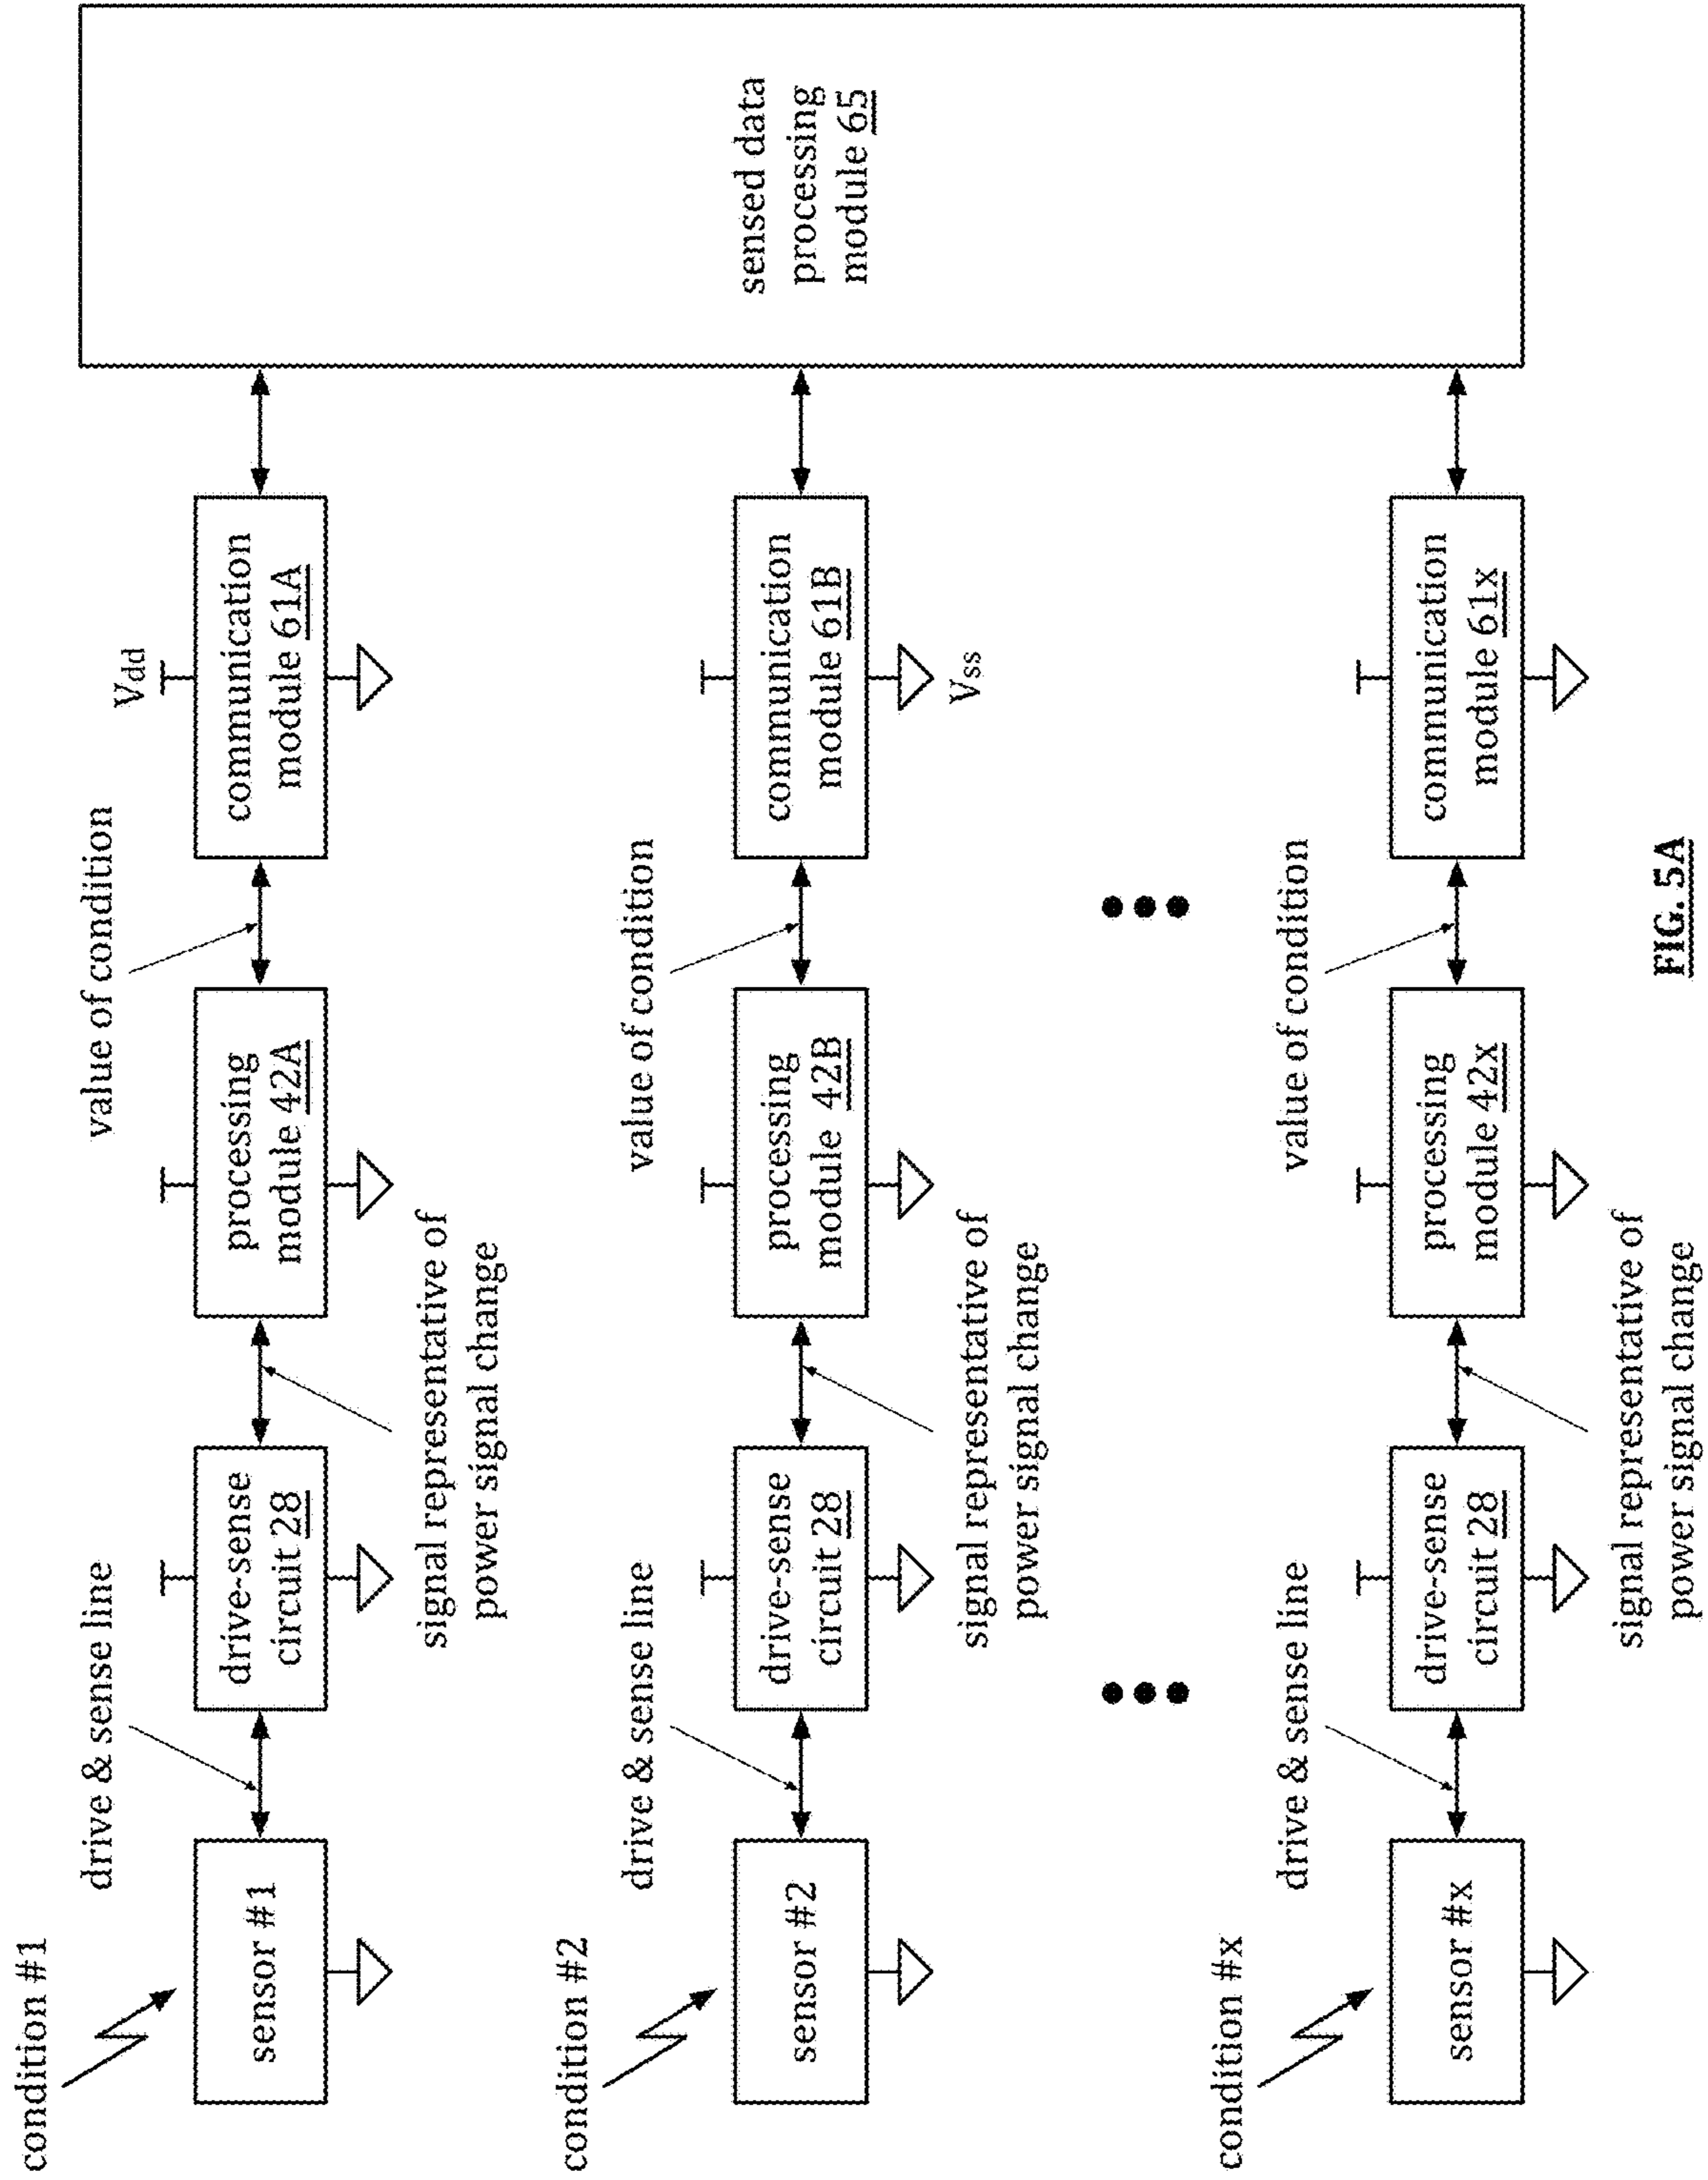 condition #1
drive & sense line
value of condition
Vdd
sensor #1
drive-sense
circuit 28
processing
module 42A
communication
module 61A
signal representative of
power signal change
sensed data
processing
module 65
condition #2
drive & sense line
value of condition
sensor #2
drive-sense
circuit 28
processing
module 42B
communication
module 61B
signal representative of
power signal change
Vss
condition #x
drive & sense line
value of condition
sensor #x
drive-sense
circuit 28
processing
module 42x
communication
module 61x
signal representative of
power signal change
FIG. 5A